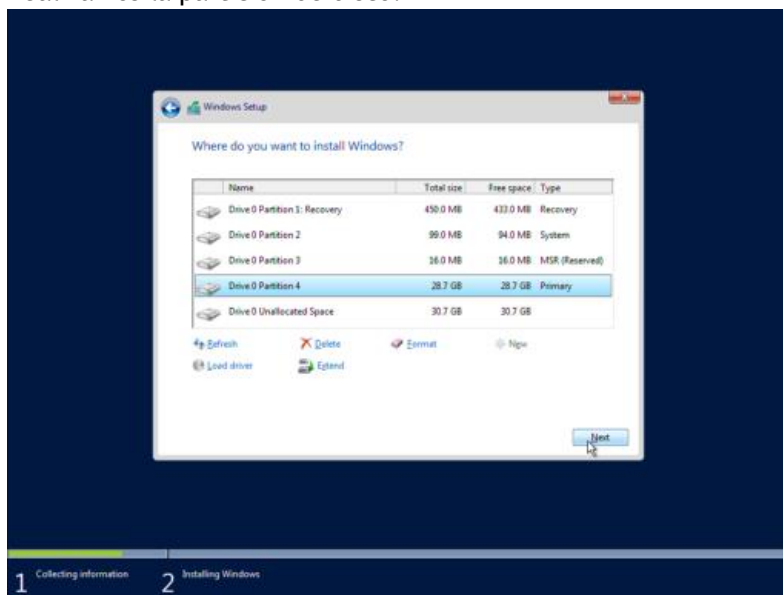 Windows Setup
Where do you want to install Windows?
Name Total size Free space Type
Drive 0 Partition 1: Recovery 450.0 MB 433.0 MB Recovery
Drive 0 Partition 2 99.0 MB 94.0 MB System
Drive 0 Partition 3 16.0 MB 16.0 MB MSR (Reserved)
Drive 0 Partition 4 28.7 GB 28.7 GB Primary
Drive 0 Unallocated Space 30.7 GB 30.7 GB
Refresh Delete Format New
Load driver Extend
Next
1 Collecting information 2 Installing Windows